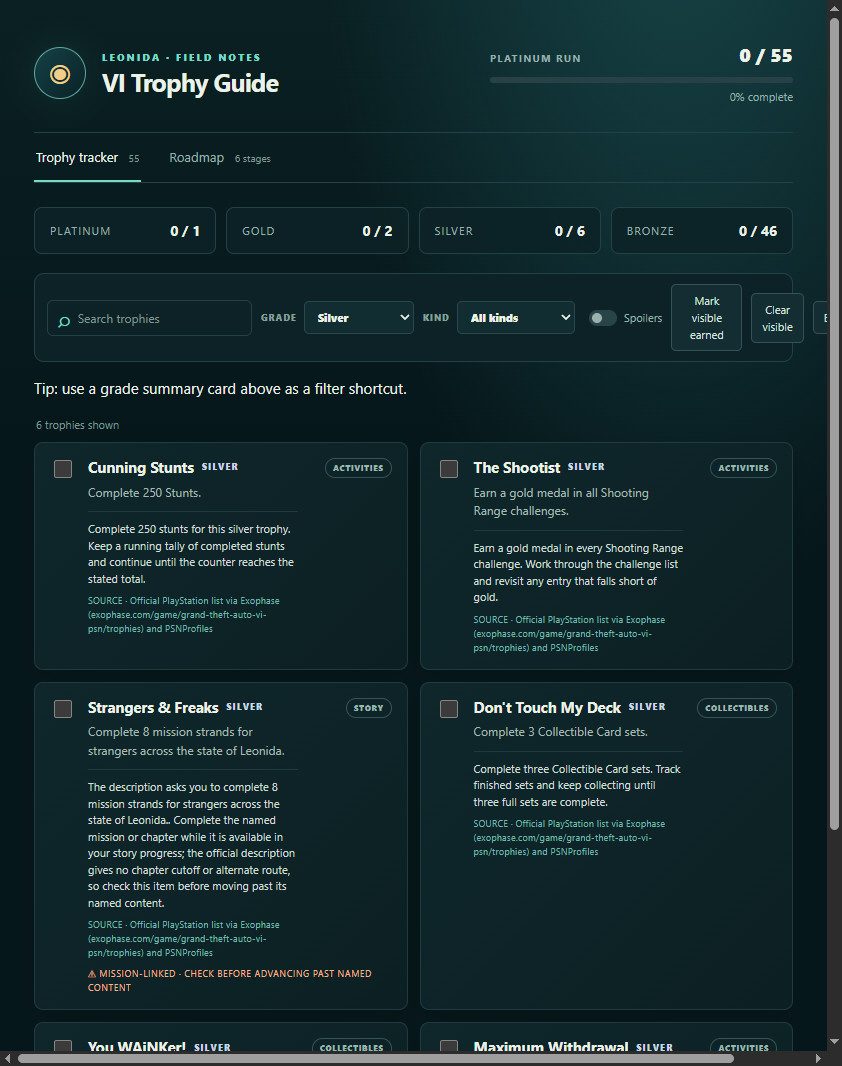 LEONIDA · FIELD NOTES
VI Trophy Guide
PLATINUM RUN
0 / 55
0% complete
Trophy tracker 55
Roadmap 6 stages
PLATINUM 0 / 1
GOLD 0 / 2
SILVER 0 / 6
BRONZE 0 / 46
Search trophies
GRADE
Silver
KIND
All kinds
Spoilers
Mark
visible
earned
Clear
visible
Tip: use a grade summary card above as a filter shortcut.
6 trophies shown
Cunning Stunts SILVER
ACTIVITIES
Complete 250 Stunts.
Complete 250 stunts for this silver trophy.
Keep a running tally of completed stunts
and continue until the counter reaches the
stated total.
SOURCE · Official PlayStation list via Exophase
(exophase.com/game/grand-theft-auto-vi-
psn/trophies) and PSNProfiles
The Shootist SILVER
ACTIVITIES
Earn a gold medal in all Shooting
Range challenges.
Earn a gold medal in every Shooting Range
challenge. Work through the challenge list
and revisit any entry that falls short of
gold.
SOURCE · Official PlayStation list via Exophase
(exophase.com/game/grand-theft-auto-vi-
psn/trophies) and PSNProfiles
Strangers & Freaks SILVER
STORY
Complete 8 mission strands for
strangers across the state of Leonida.
The description asks you to complete 8
mission strands for strangers across the
state of Leonida.. Complete the named
mission or chapter while it is available in
your story progress; the official description
gives no chapter cutoff or alternate route,
so check this item before moving past its
named content.
SOURCE · Official PlayStation list via Exophase
(exophase.com/game/grand-theft-auto-vi-
psn/trophies) and PSNProfiles
⚠ MISSION-LINKED · CHECK BEFORE ADVANCING PAST NAMED
CONTENT
Don't Touch My Deck SILVER
COLLECTIBLES
Complete 3 Collectible Card sets.
Complete three Collectible Card sets. Track
finished sets and keep collecting until
three full sets are complete.
SOURCE · Official PlayStation list via Exophase
(exophase.com/game/grand-theft-auto-vi-
psn/trophies) and PSNProfiles
You WAiNKer! SILVER
COLLECTIBLES
Maximum Withdrawal SILVER
ACTIVITIES